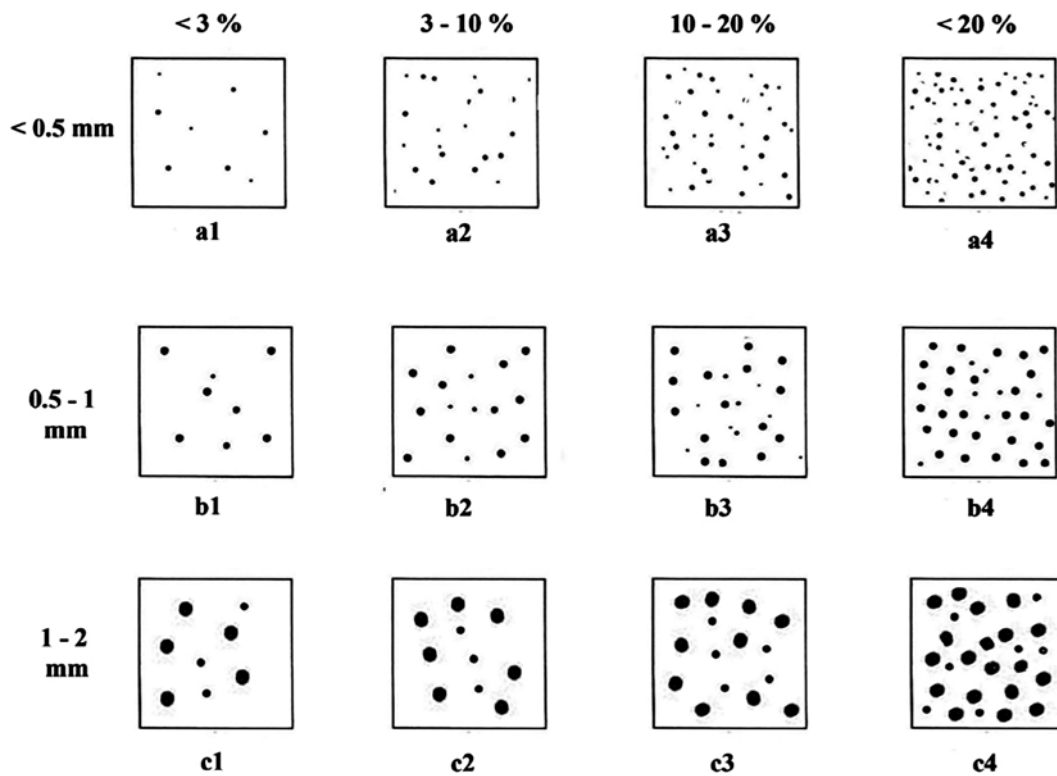 < 3 % 3 - 10 % 10 - 20 % < 20 %
< 0.5 mm
a1 a2 a3 a4
0.5 - 1
mm
b1 b2 b3 b4
1 - 2
mm
c1 c2 c3 c4